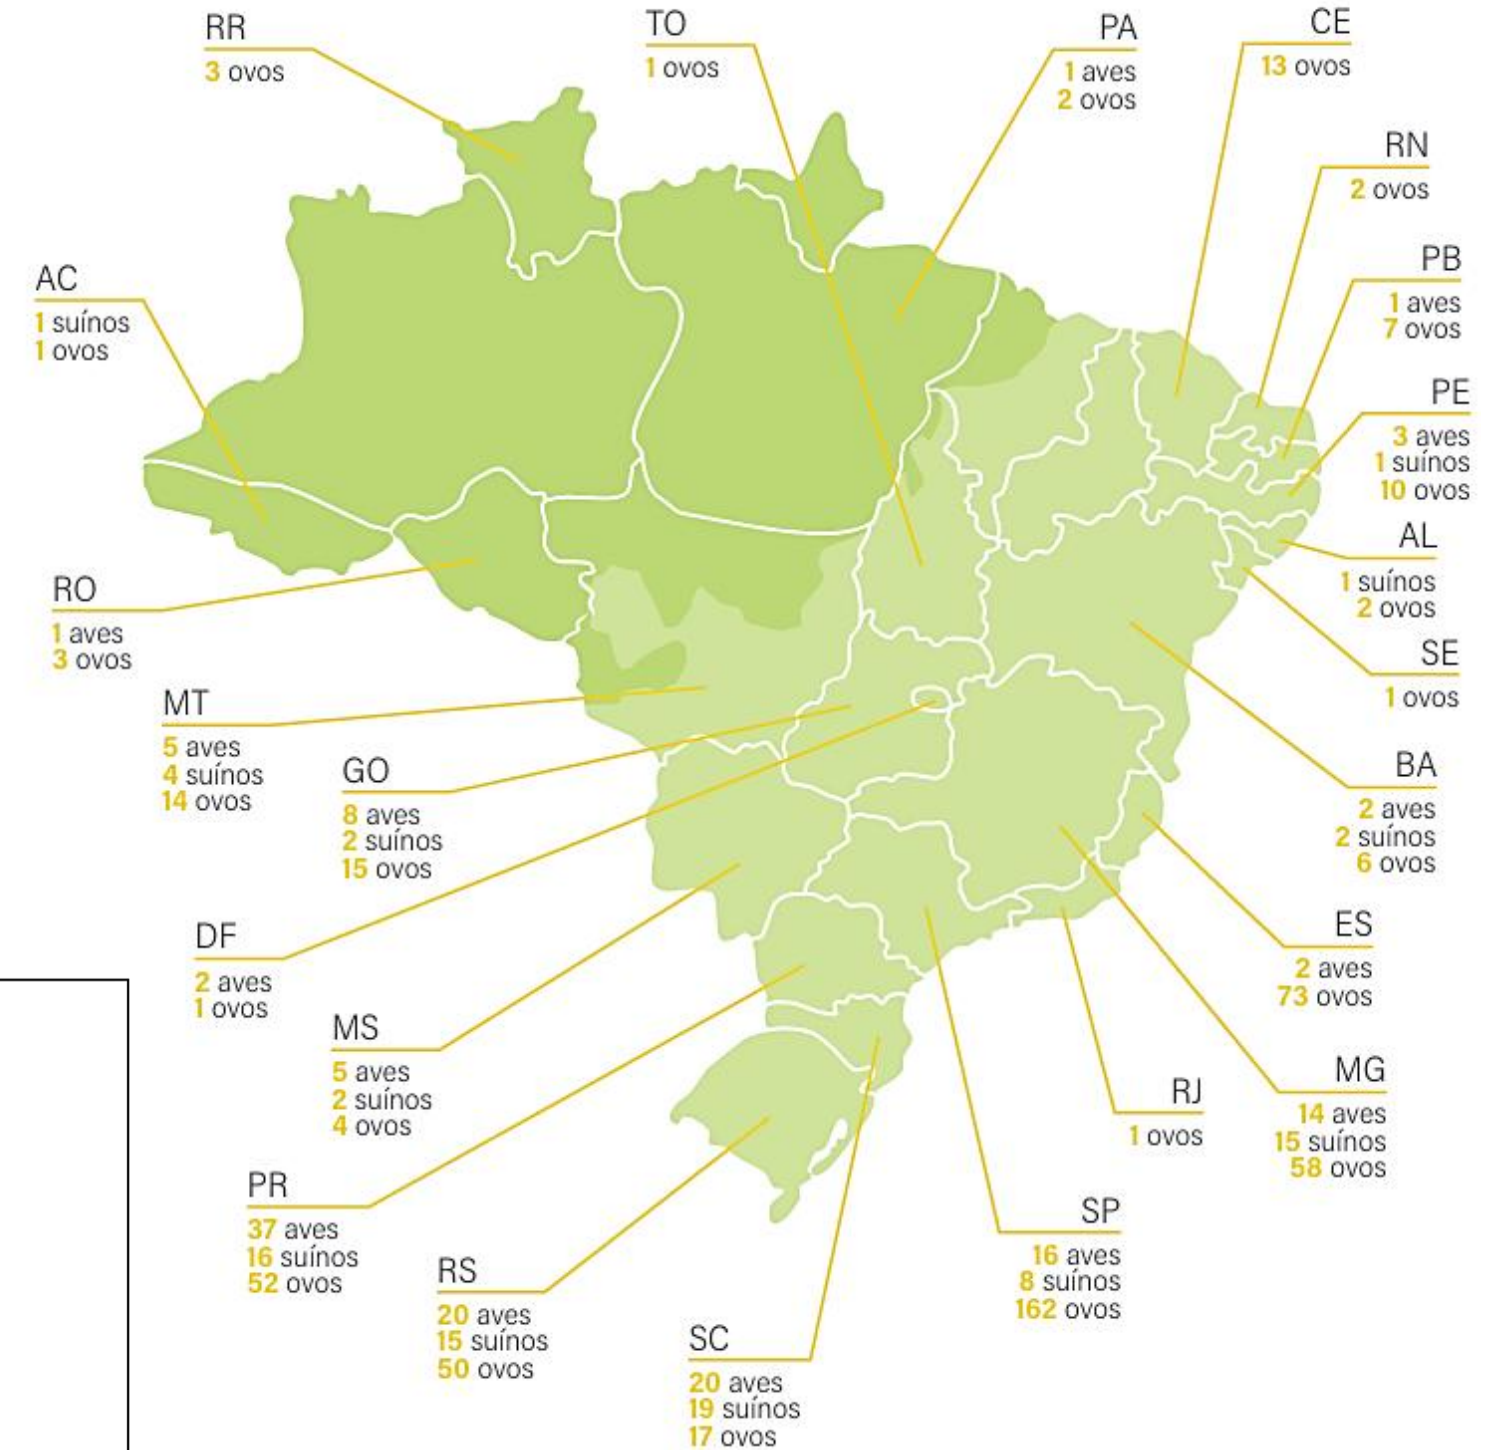 RR
3 ovos
TO
1 ovos
PA
1 aves
2 ovos
CE
13 ovos
RN
2 ovos
PB
1 aves
7 ovos
PE
3 aves
1 suínos
10 ovos
AL
1 suínos
2 ovos
SE
1 ovos
BA
2 aves
2 suínos
6 ovos
ES
2 aves
73 ovos
MG
14 aves
15 suínos
58 ovos
RJ
1 ovos
SP
16 aves
8 suínos
162 ovos
SC
20 aves
19 suínos
17 ovos
RS
20 aves
15 suínos
50 ovos
PR
37 aves
16 suínos
52 ovos
MS
5 aves
2 suínos
4 ovos
DF
2 aves
1 ovos
GO
8 aves
2 suínos
15 ovos
MT
5 aves
4 suínos
14 ovos
RO
1 aves
3 ovos
AC
1 suínos
1 ovos